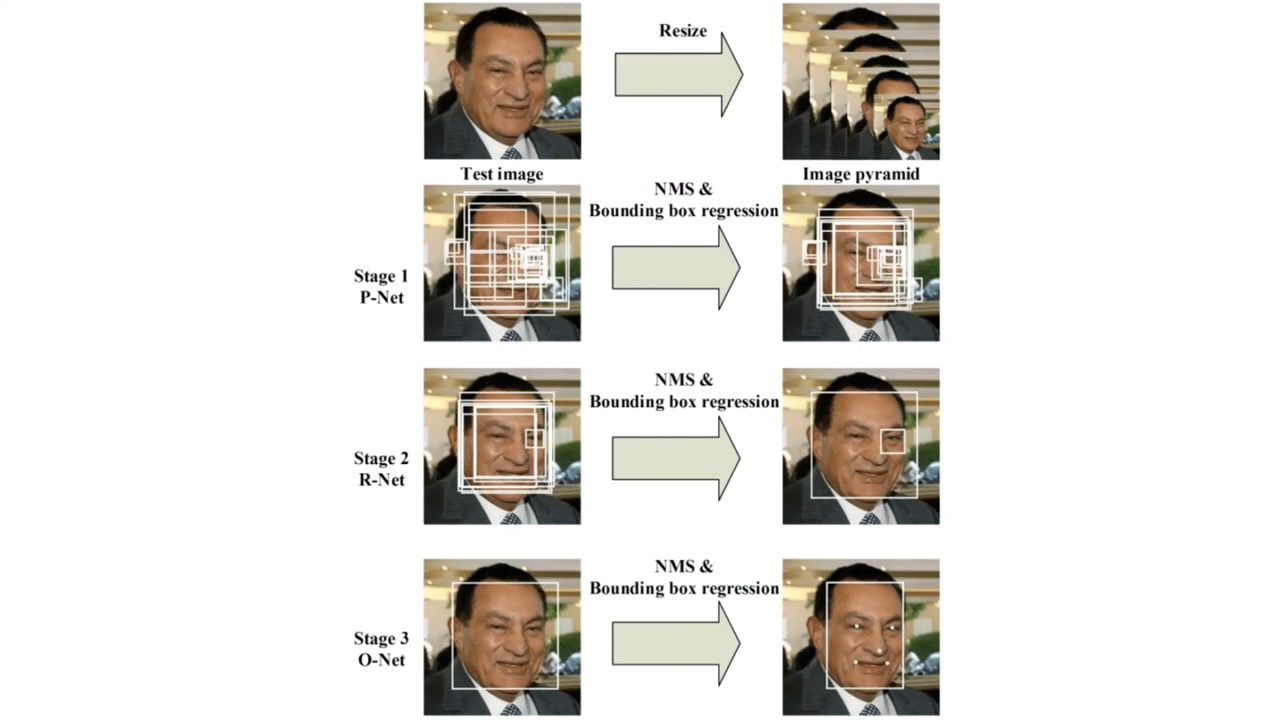 Resize
Test image
Image pyramid
NMS &
Bounding box regression
Stage 1
P-Net
NMS &
Bounding box regression
Stage 2
R-Net
NMS &
Bounding box regression
Stage 3
O-Net